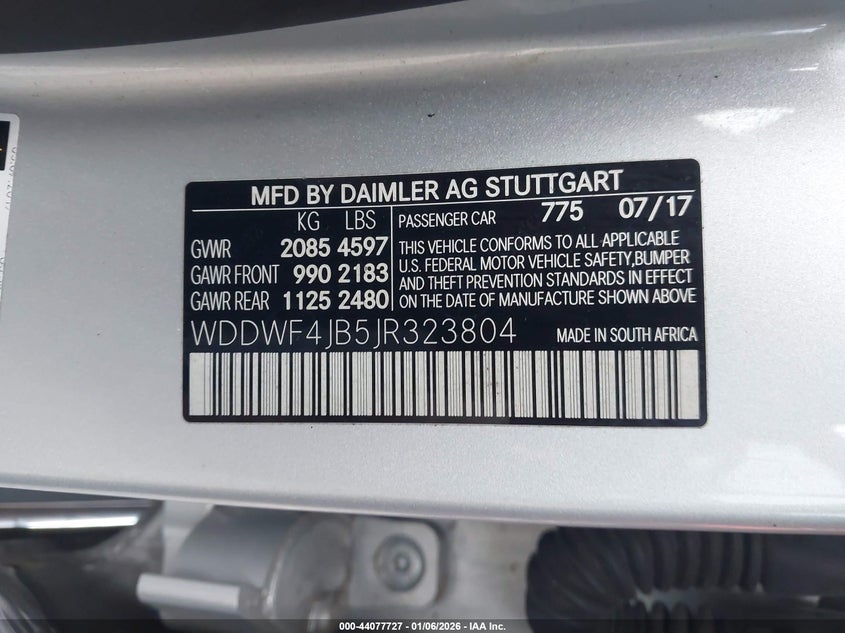 MFD BY DAIMLER AG STUTTGART
KG LBS
GVWR 2085 4597
GAWR FRONT 990 2183
GAWR REAR 1125 2480
PASSENGER CAR 775 07/17
THIS VEHICLE CONFORMS TO ALL APPLICABLE
U.S. FEDERAL MOTOR VEHICLE SAFETY,BUMPER
AND THEFT PREVENTION STANDARDS IN EFFECT
ON THE DATE OF MANUFACTURE SHOWN ABOVE
WDDWF4JB5JR323804 MADE IN SOUTH AFRICA
000-44077727 - 01/06/2026 - IAA Inc.